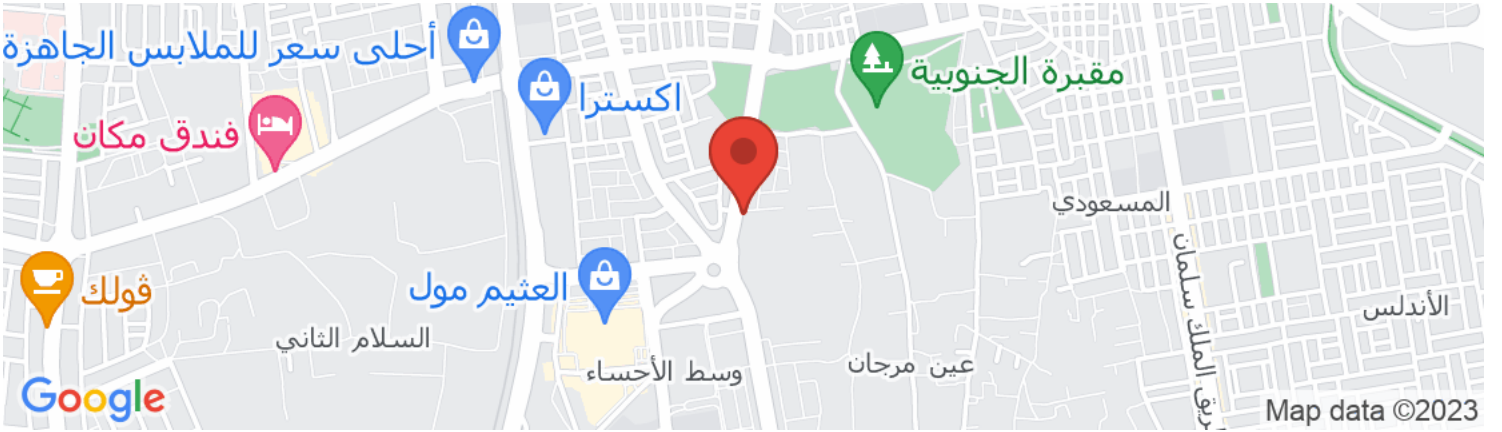 أحلى سعر للملابس الجاهزة
مقبرة الجنوبية
اكسترا
فندق مكان
المسعودي
العثيم مول
ڤولك
الأندلس
السلام الثاني
عين مرجان
وسط الأحساء
طريق الملك سلمان
Google
Map data ©2023